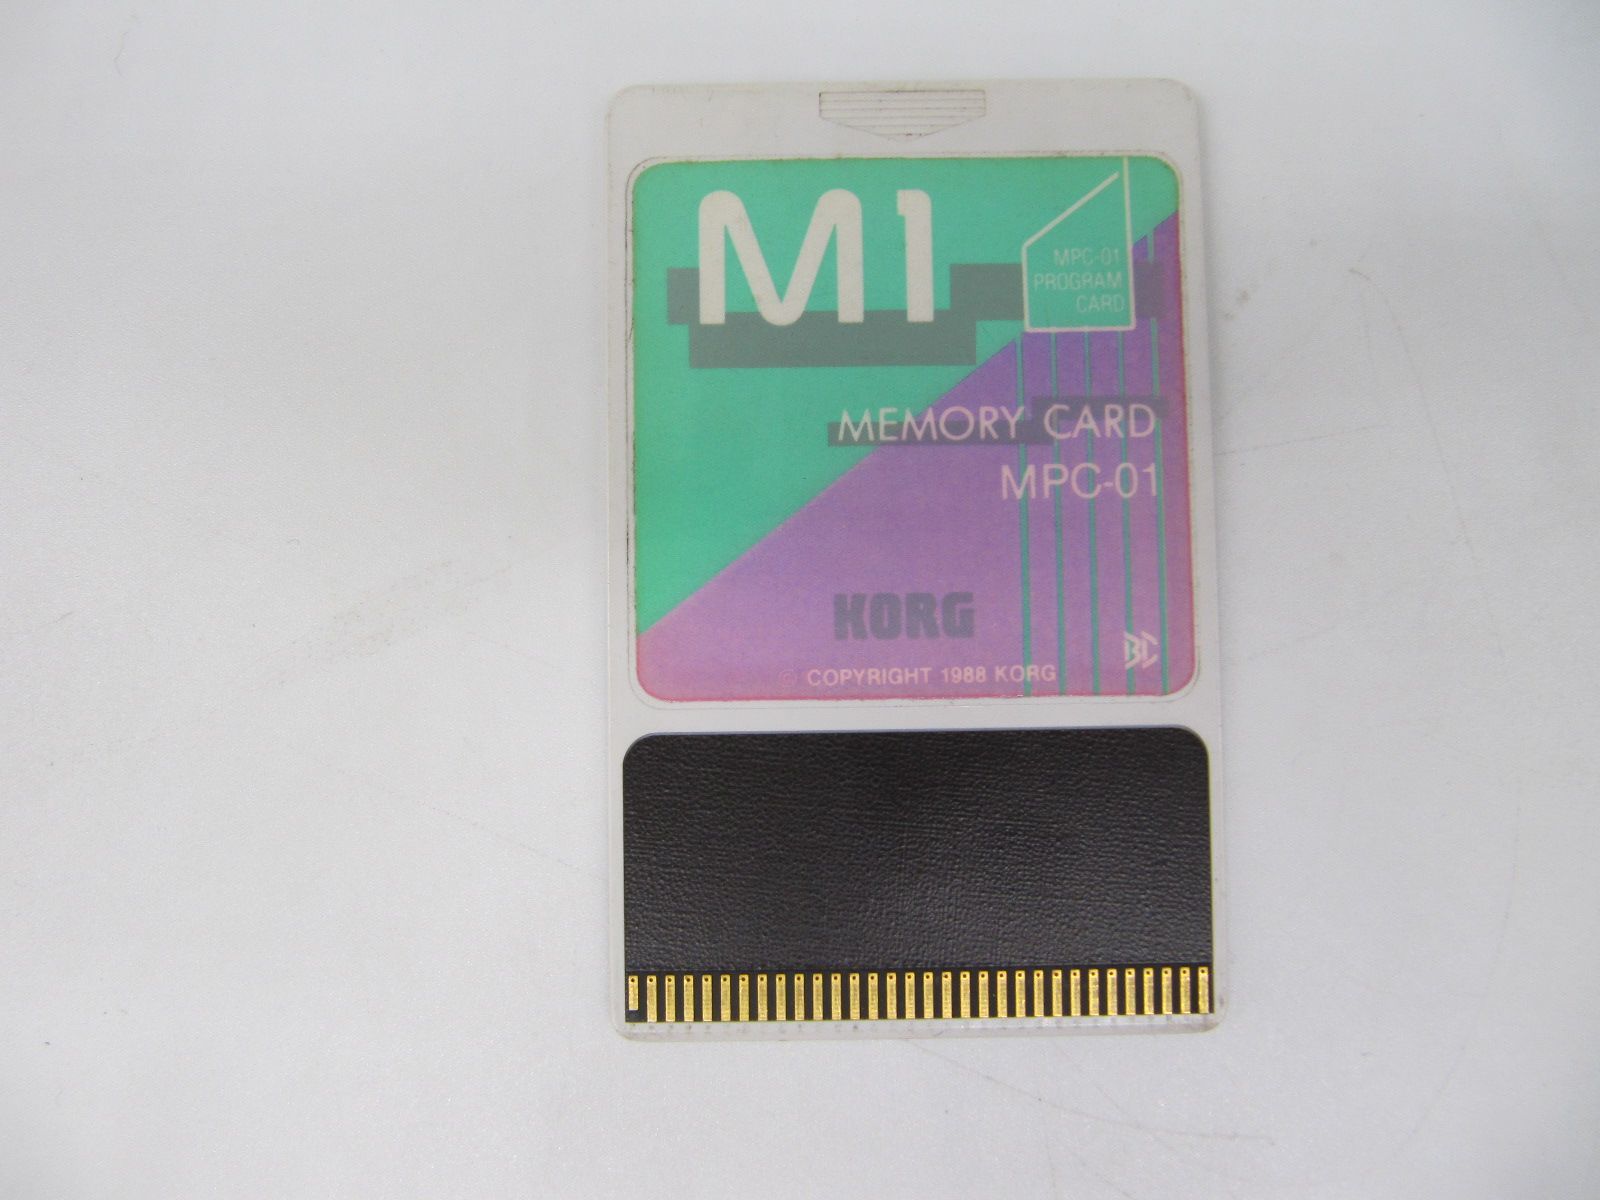 M1
MPC-01
PROGRAM
CARD
MEMORY CARD
MPC-01
KORG
© COPYRIGHT 1988 KORG